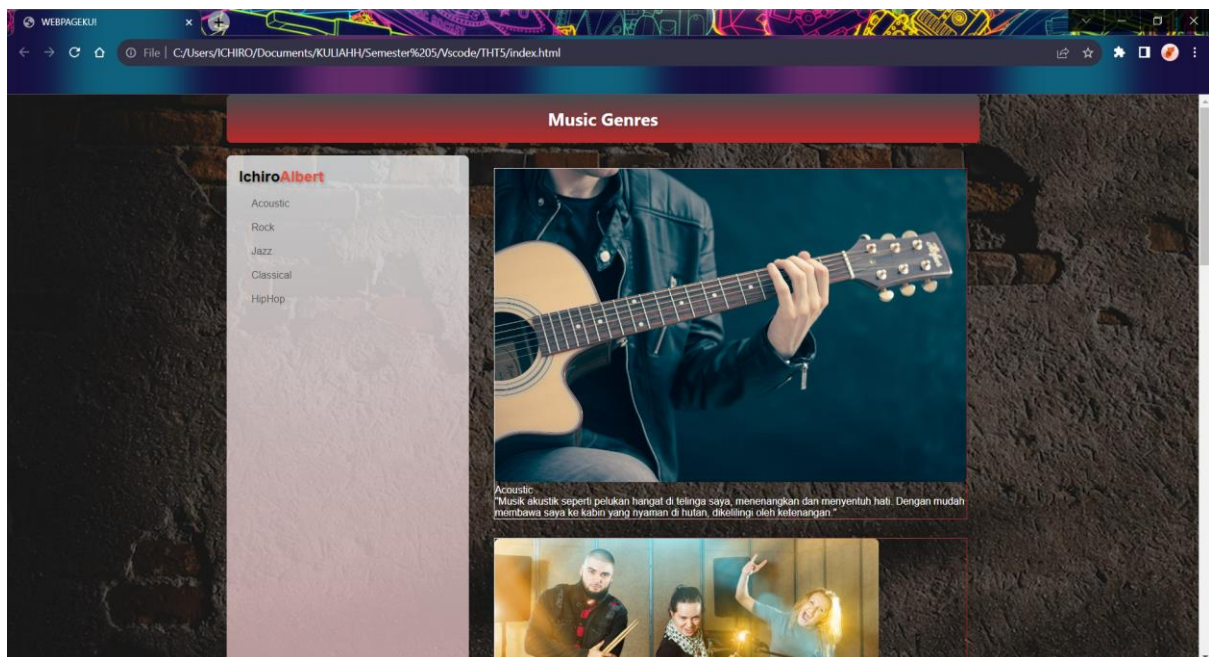 WEBPAGEKU!
File | C:/Users/ICHIRO/Documents/KULIAHH/Semester%205/Vscode/THT5/index.html
Music Genres
IchiroAlbert
Acoustic
Rock
Jazz
Classical
HipHop
Acoustic
"Musik akustik seperti pelukan hangat di telinga saya, menenangkan dan menyentuh hati. Dengan mudah
membawa saya ke kabin yang nyaman di hutan, dikelilingi oleh ketenangan."